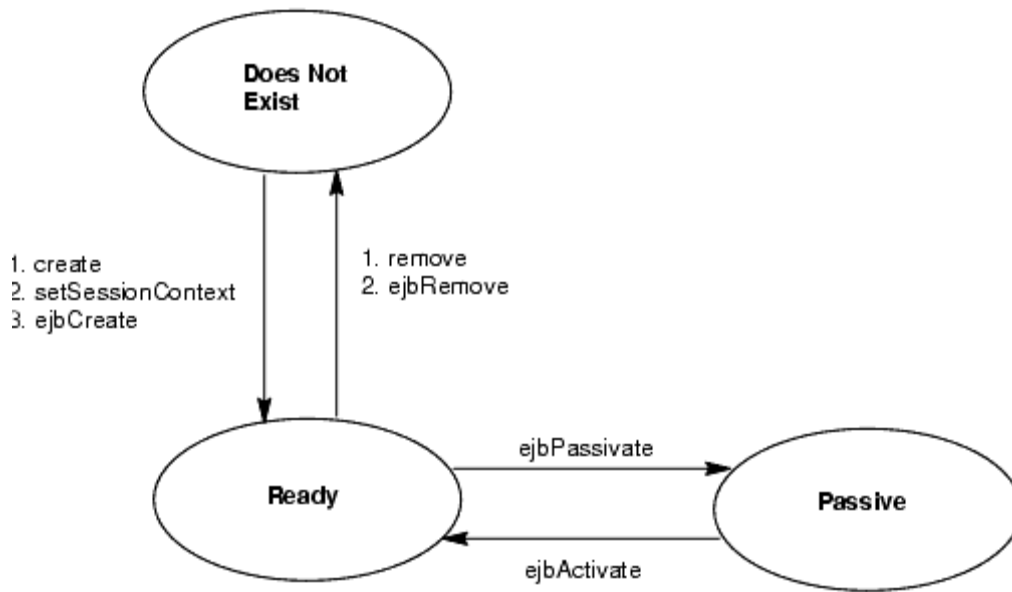 Does Not
Exist
1. create
2. setSessionContext
3. ejbCreate
1. remove
2. ejbRemove
ejbPassivate
Ready
Passive
ejbActivate